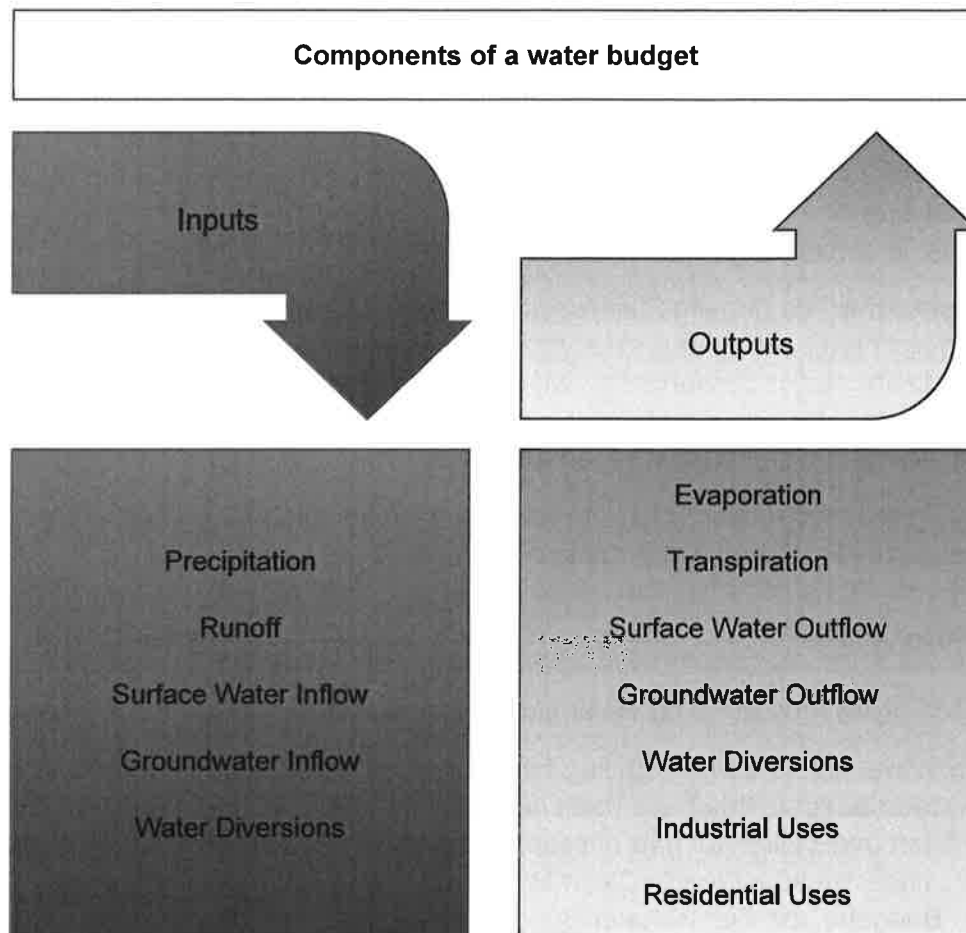 Components of a water budget
Inputs
Outputs
Precipitation
Runoff
Surface Water Inflow
Groundwater Inflow
Water Diversions
Evaporation
Transpiration
Surface Water Outflow
Groundwater Outflow
Water Diversions
Industrial Uses
Residential Uses